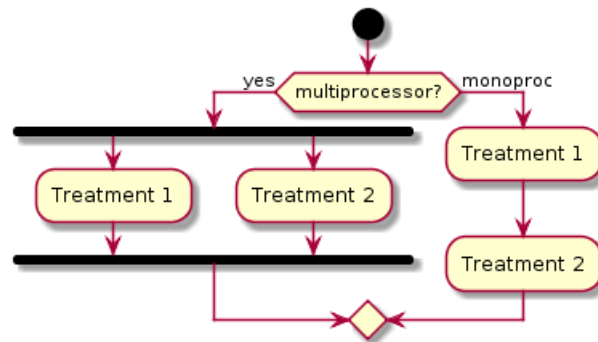 yes
multiprocessor?
monoproc
Treatment 1
Treatment 2
Treatment 1
Treatment 2